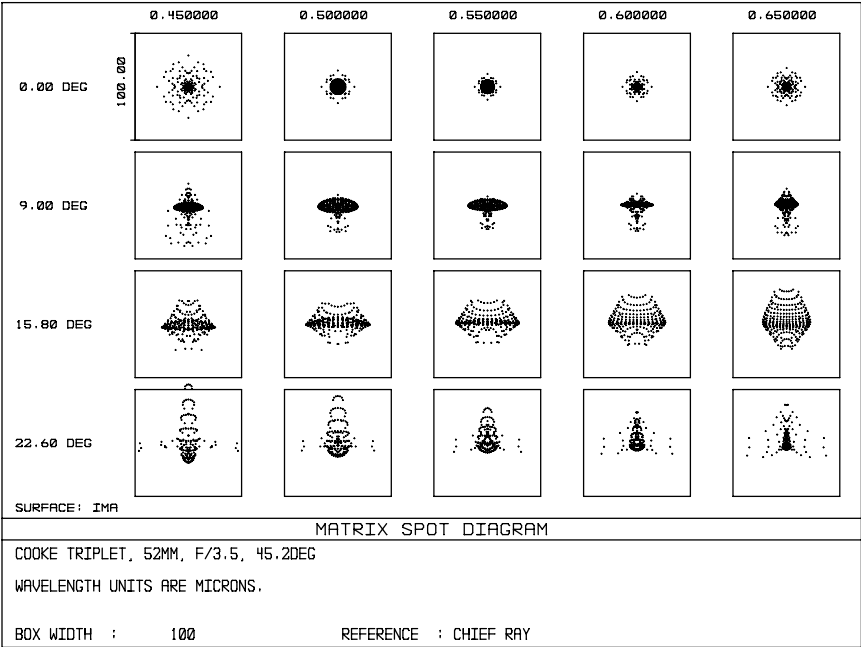 0.450000 0.500000 0.550000 0.600000 0.650000
100.00
0.00 DEG
9.00 DEG
15.80 DEG
22.60 DEG
SURFACE: IMA
MATRIX SPOT DIAGRAM
COOKE TRIPLET, 52MM, F/3.5, 45.2DEG
WAVELENGTH UNITS ARE MICRONS.
BOX WIDTH : 100 REFERENCE : CHIEF RAY